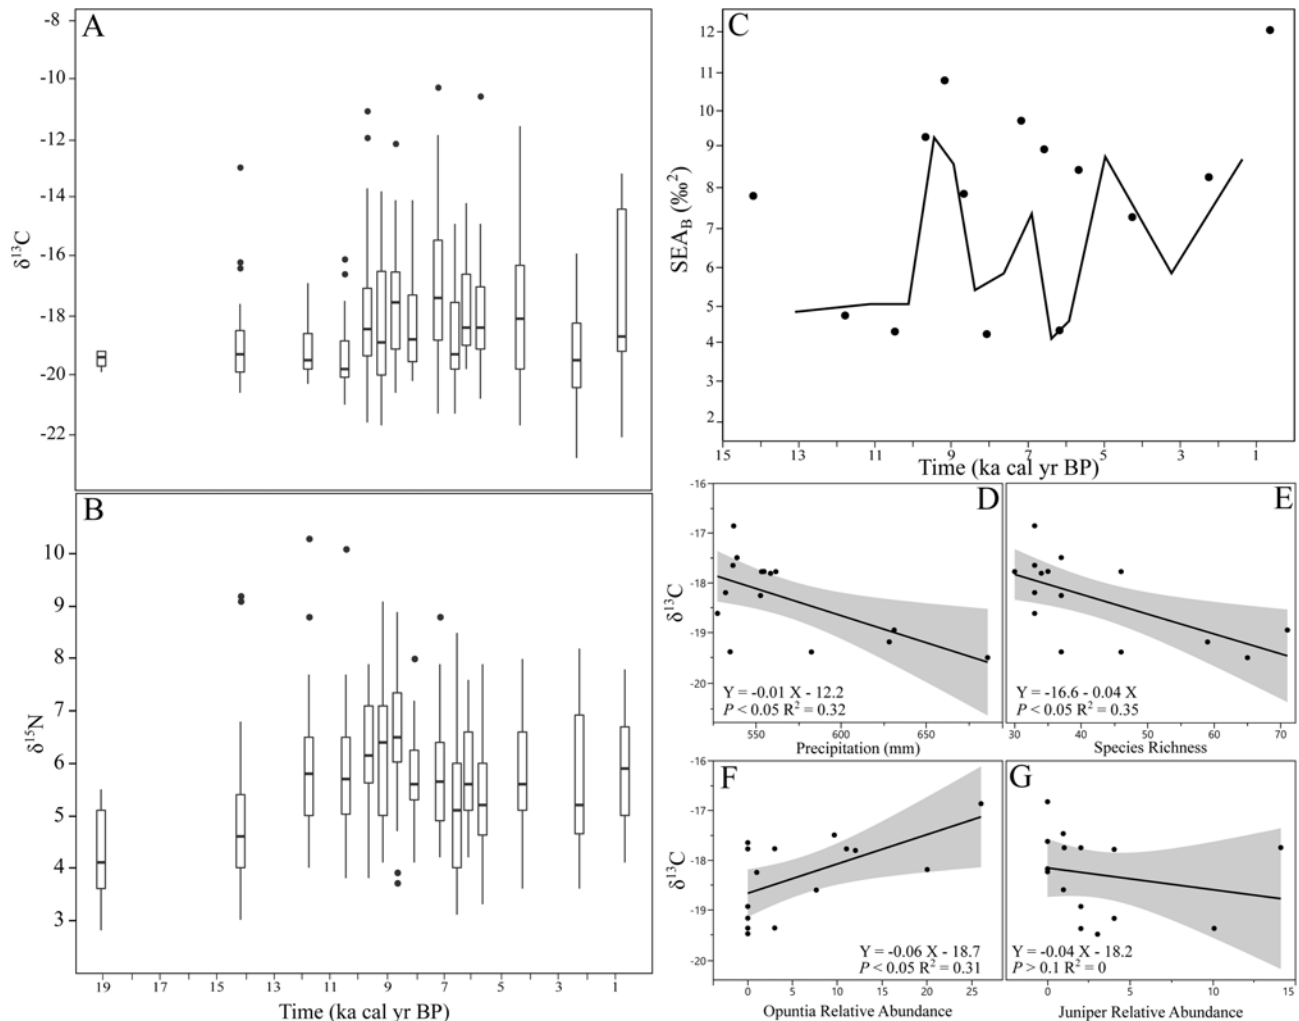 A
-8
-10
-12
-14
-16
-18
-20
-22
δ13C
B
10
9
8
7
6
5
4
3
δ15N
19 17 15 13 11 9 7 5 3 1
Time (ka cal yr BP)
C
12
11
10
9
8
7
6
5
4
3
2
SEAB (‰2)
15 13 11 9 7 5 3 1
Time (ka cal yr BP)
D
-16
-17
-18
-19
-20
δ13C
Y = -0.01 X - 12.2
P < 0.05 R2 = 0.32
550 600 650
Precipitation (mm)
E
Y = -16.6 - 0.04 X
P < 0.05 R2 = 0.35
30 40 50 60 70
Species Richness
F
-16
-17
-18
-19
-20
δ13C
Y = -0.06 X - 18.7
P < 0.05 R2 = 0.31
0 5 10 15 20 25
Opuntia Relative Abundance
G
Y = -0.04 X - 18.2
P > 0.1 R2 = 0
0 5 10 15
Juniper Relative Abundance